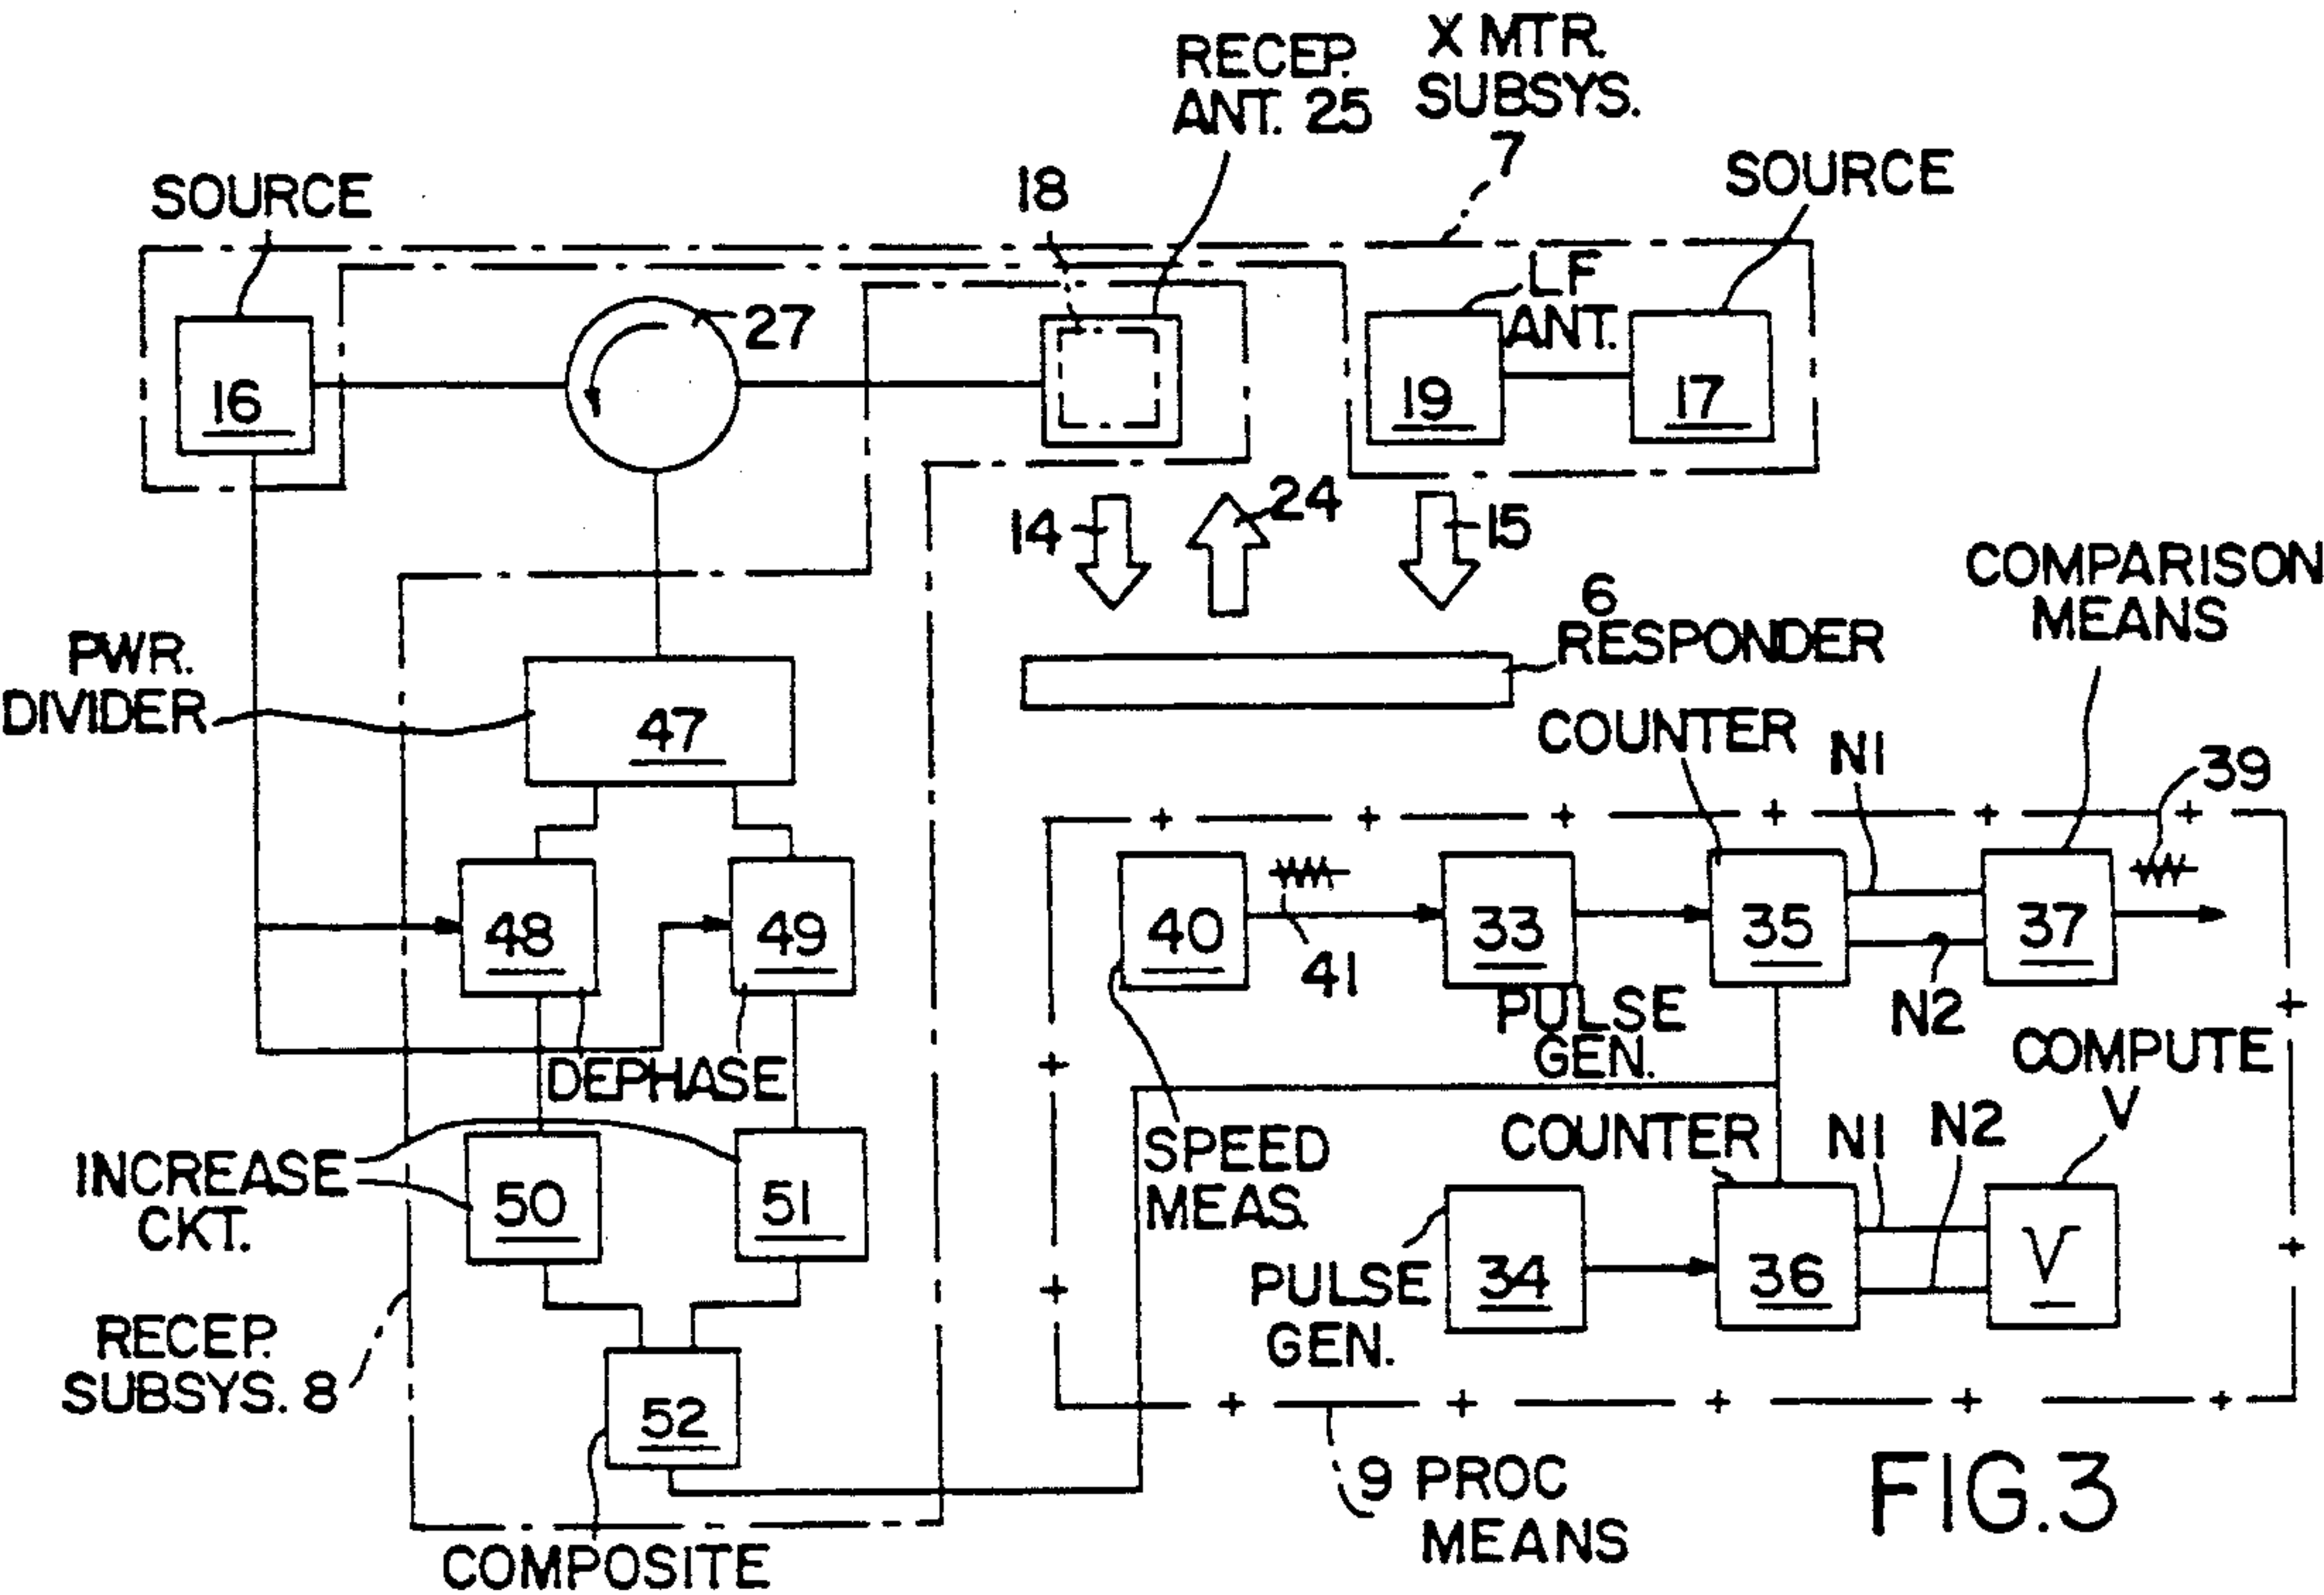 RECEP.
ANT. 25
X MTR.
SUBSYS.
7
SOURCE
18
SOURCE
LF
ANT.
27
16
19
17
14
24
15
6
RESPONDER
COMPARISON
MEANS
PWR.
DIVIDER
47
COUNTER
N1
39
48
49
40
41
33
35
37
PULSE
GEN.
N2
DEPHASE
COMPUTE
V
INCREASE
CKT.
50
51
SPEED
MEAS.
COUNTER
N1
N2
PULSE
GEN.
34
36
V
RECEP.
SUBSYS. 8
52
9 PROC
MEANS
COMPOSITE
FIG.3